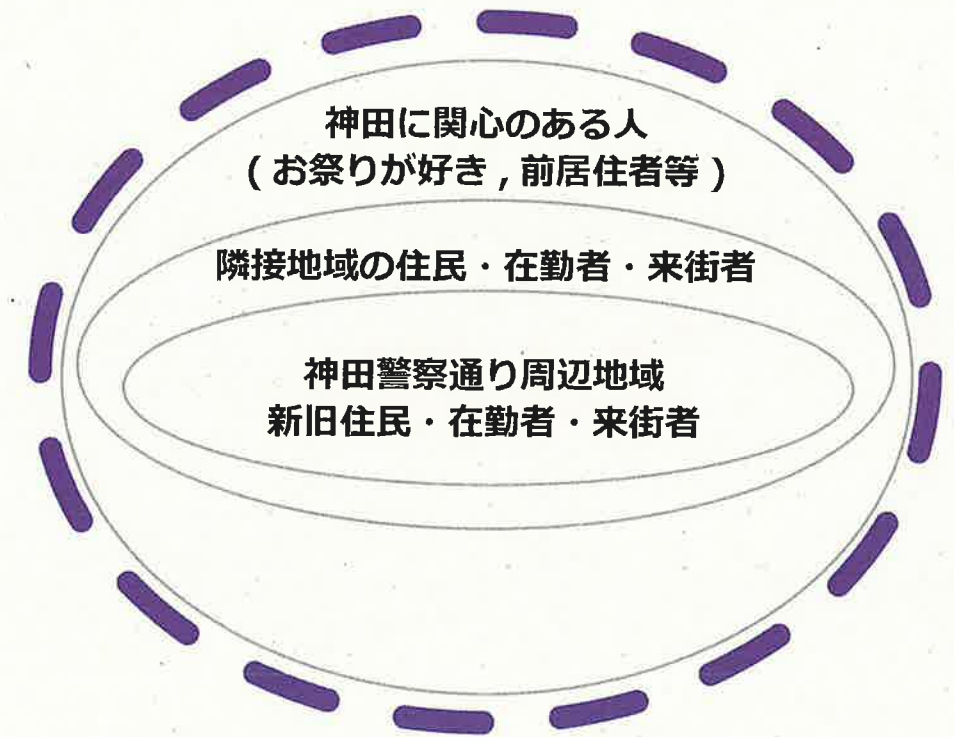 神田に関心のある人
( お祭りが好き , 前居住者等 )
隣接地域の住民・在勤者・来街者
神田警察通り周辺地域
新旧住民・在勤者・来街者